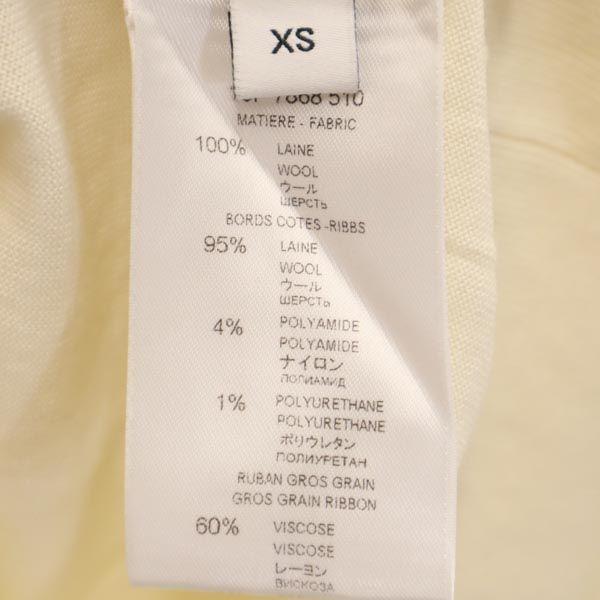 XS
7868 510
MATIERE - FABRIC
100% LAINE
WOOL
ウール
ШЕРСТЬ
BORDS COTES -RIBBS
95% LAINE
WOOL
ウール
ШЕРСТЬ
4% POLYAMIDE
POLYAMIDE
ナイロン
ПОЛИАМИД
1% POLYURETHANE
POLYURETHANE
ポリウレタン
ПОЛИУРЕТАН
RUBAN GROS GRAIN
GROS GRAIN RIBBON
60% VISCOSE
VISCOSE
レーヨン
ВИСКОЗА